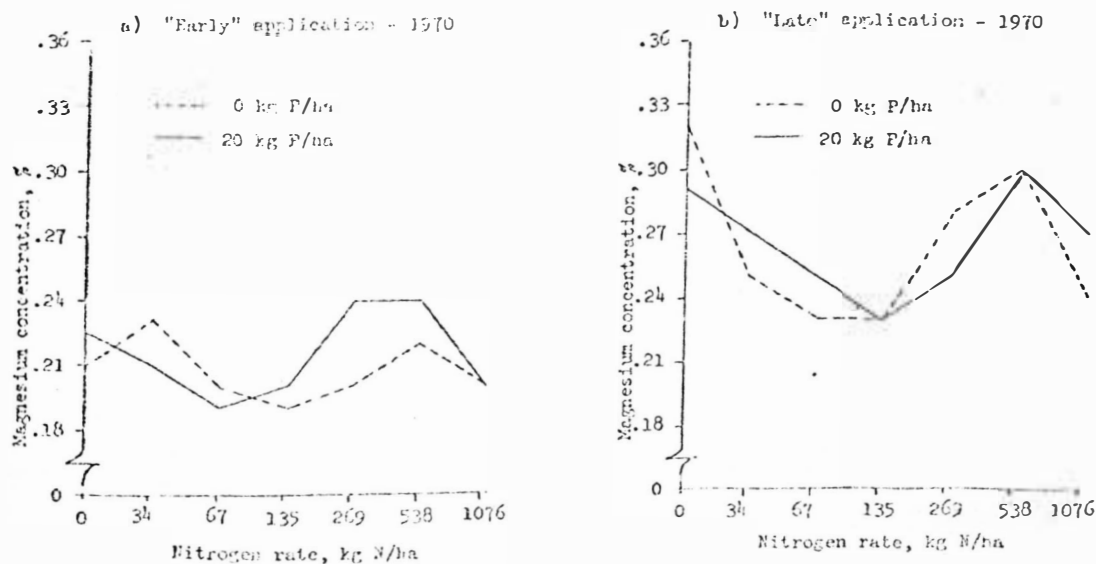 a) "Early" application - 1970
.36
.33
.30
.27
.24
.21
.18
0
Magnesium concentration, %
0 kg P/ha
20 kg P/ha
0 34 67 135 269 538 1076
Nitrogen rate, kg N/ha
b) "Late" application - 1970
.36
.33
.30
.27
.24
.21
.18
0
Magnesium concentration, %
0 kg P/ha
20 kg P/ha
0 34 67 135 269 538 1076
Nitrogen rate, kg N/ha